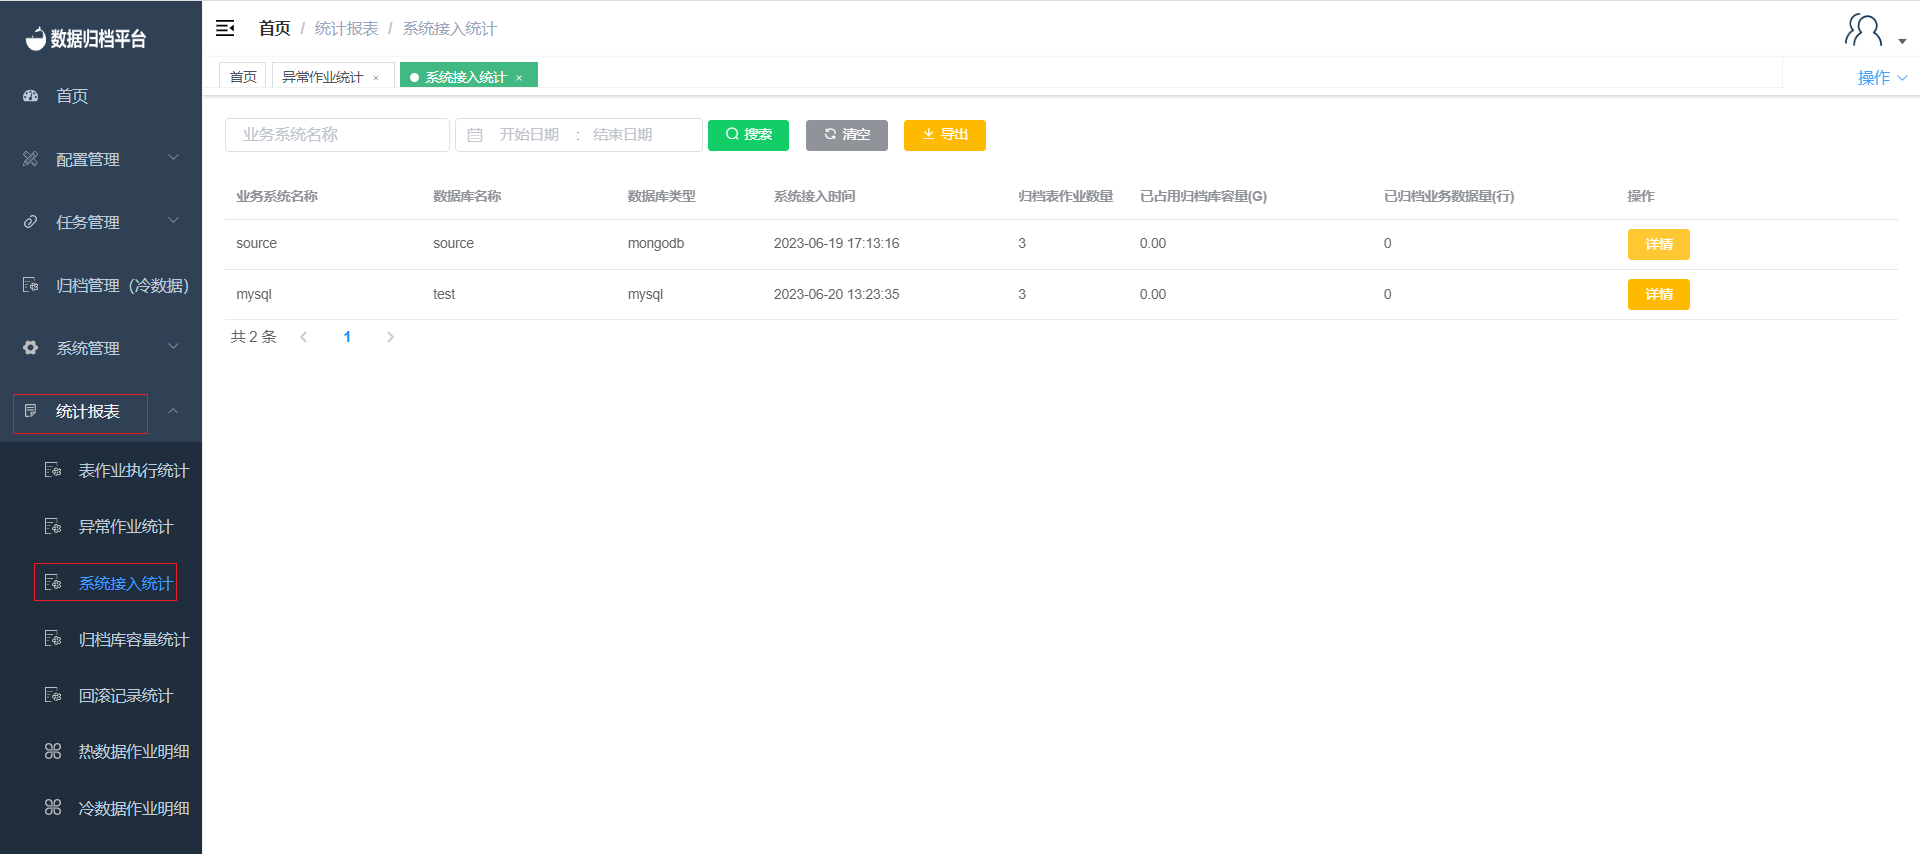 数据归档平台
首页
配置管理
任务管理
归档管理（冷数据）
系统管理
统计报表
表作业执行统计
异常作业统计
系统接入统计
归档库容量统计
回滚记录统计
热数据作业明细
冷数据作业明细
首页 / 统计报表 / 系统接入统计
首页 异常作业统计 × 系统接入统计 × 操作
业务系统名称 开始日期 : 结束日期 搜索 清空 导出
业务系统名称 数据库名称 数据库类型 系统接入时间 归档表作业数量 已占用归档库容量(G) 已归档业务数据量(行) 操作
source source mongodb 2023-06-19 17:13:16 3 0.00 0 详情
mysql test mysql 2023-06-20 13:23:35 3 0.00 0 详情
共 2 条 < 1 >